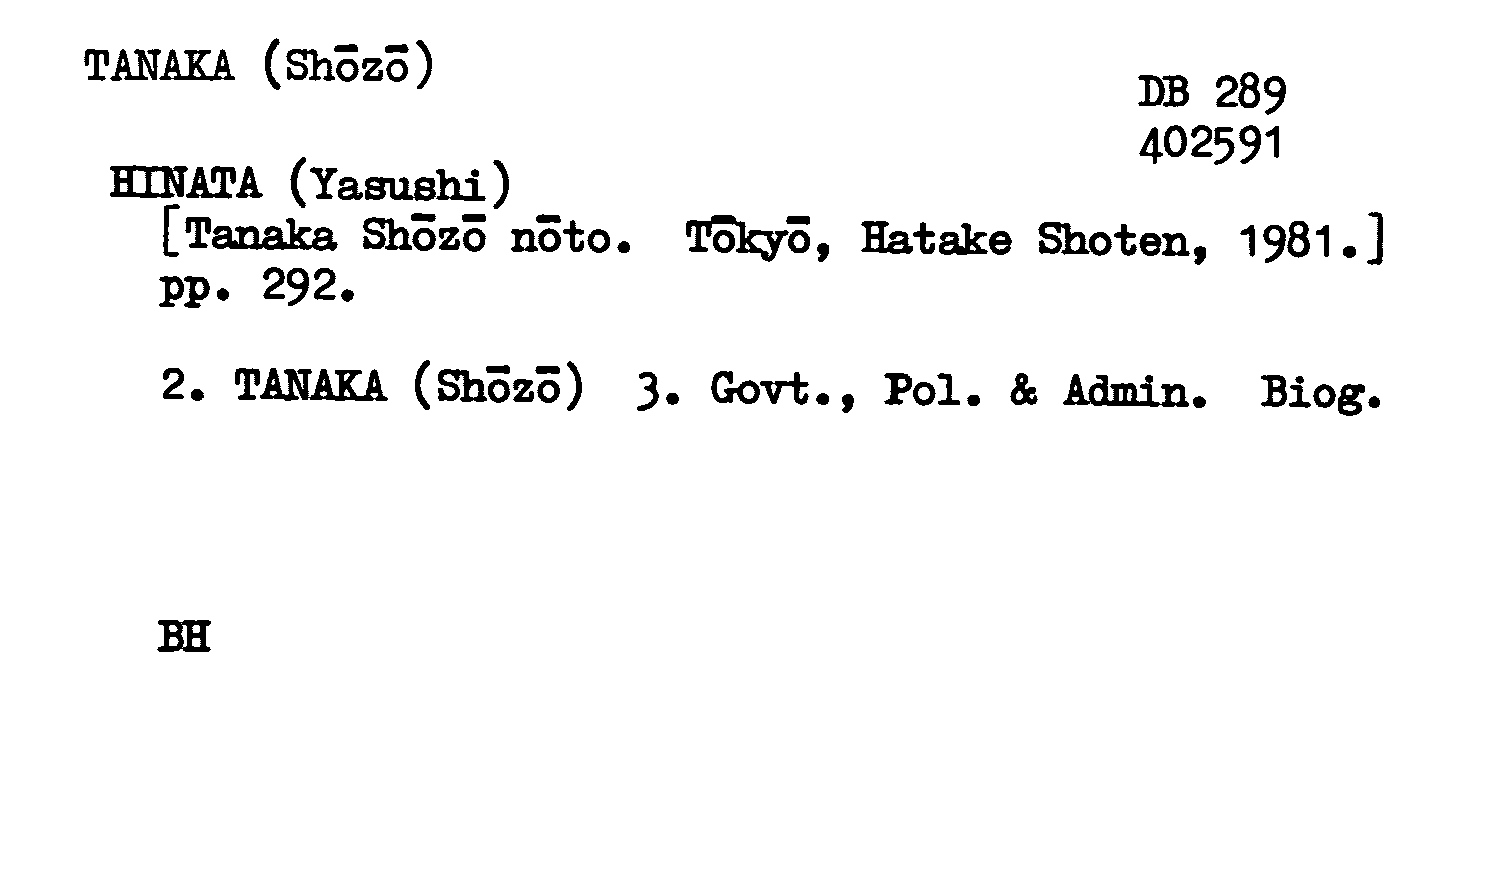 TANAKA (Shōzō)
DB 289
402591
HINATA (Yasushi)
[Tanaka Shōzō nōto. Tōkyō, Hatake Shoten, 1981.]
pp. 292.
2. TANAKA (Shōzō) 3. Govt., Pol. & Admin. Biog.
BH